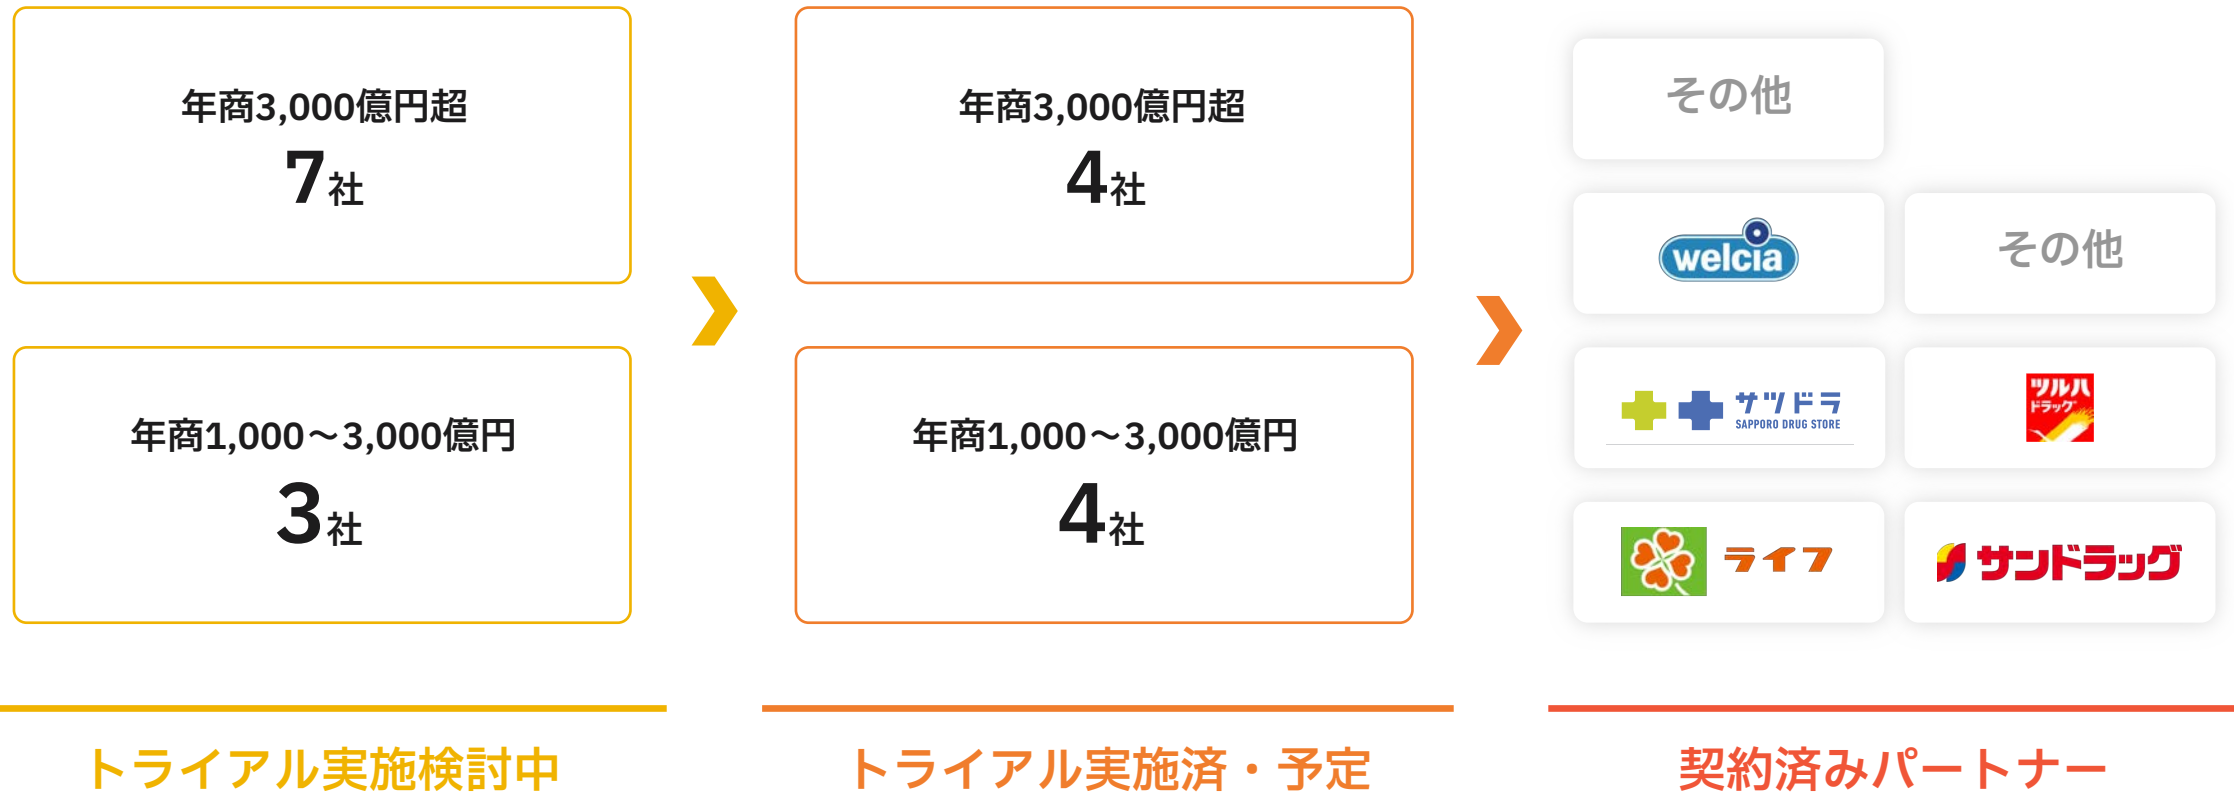 年商3,000億円超
7社
年商1,000～3,000億円
3社
トライアル実施検討中
年商3,000億円超
4社
年商1,000～3,000億円
4社
トライアル実施済・予定
その他
welcia
その他
サツドラ
SAPPORO DRUG STORE
ツルハ
ドラッグ
ライフ
サンドラッグ
契約済みパートナー